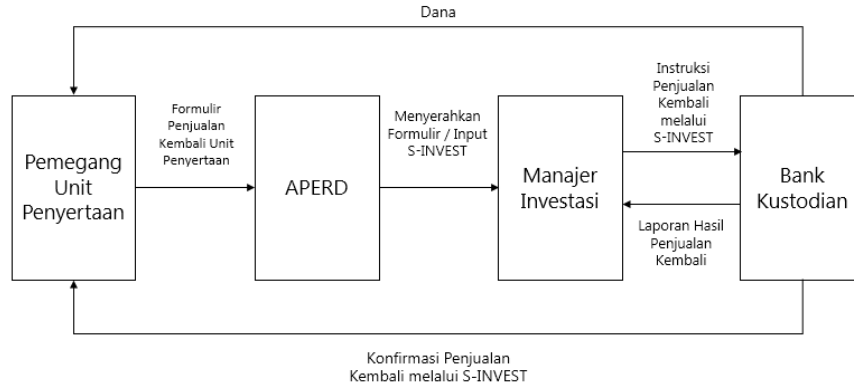 Dana
Formulir
Penjualan
Kembali Unit
Penyertaan
Menyerahkan
Formulir / Input
S-INVEST
Instruksi
Penjualan
Kembali
melalui
S-INVEST
Pemegang
Unit
Penyertaan
APERD
Manajer
Investasi
Bank
Kustodian
Laporan Hasil
Penjualan
Kembali
Konfirmasi Penjualan
Kembali melalui S-INVEST